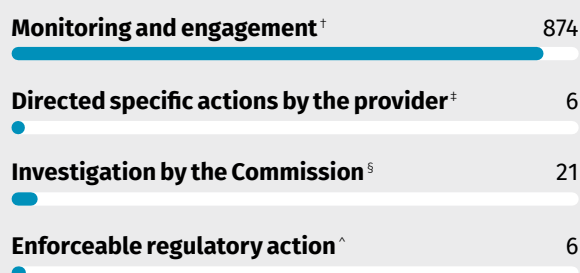 Monitoring and engagement† 874
Directed specific actions by the provider‡ 6
Investigation by the Commission§ 21
Enforceable regulatory action^ 6